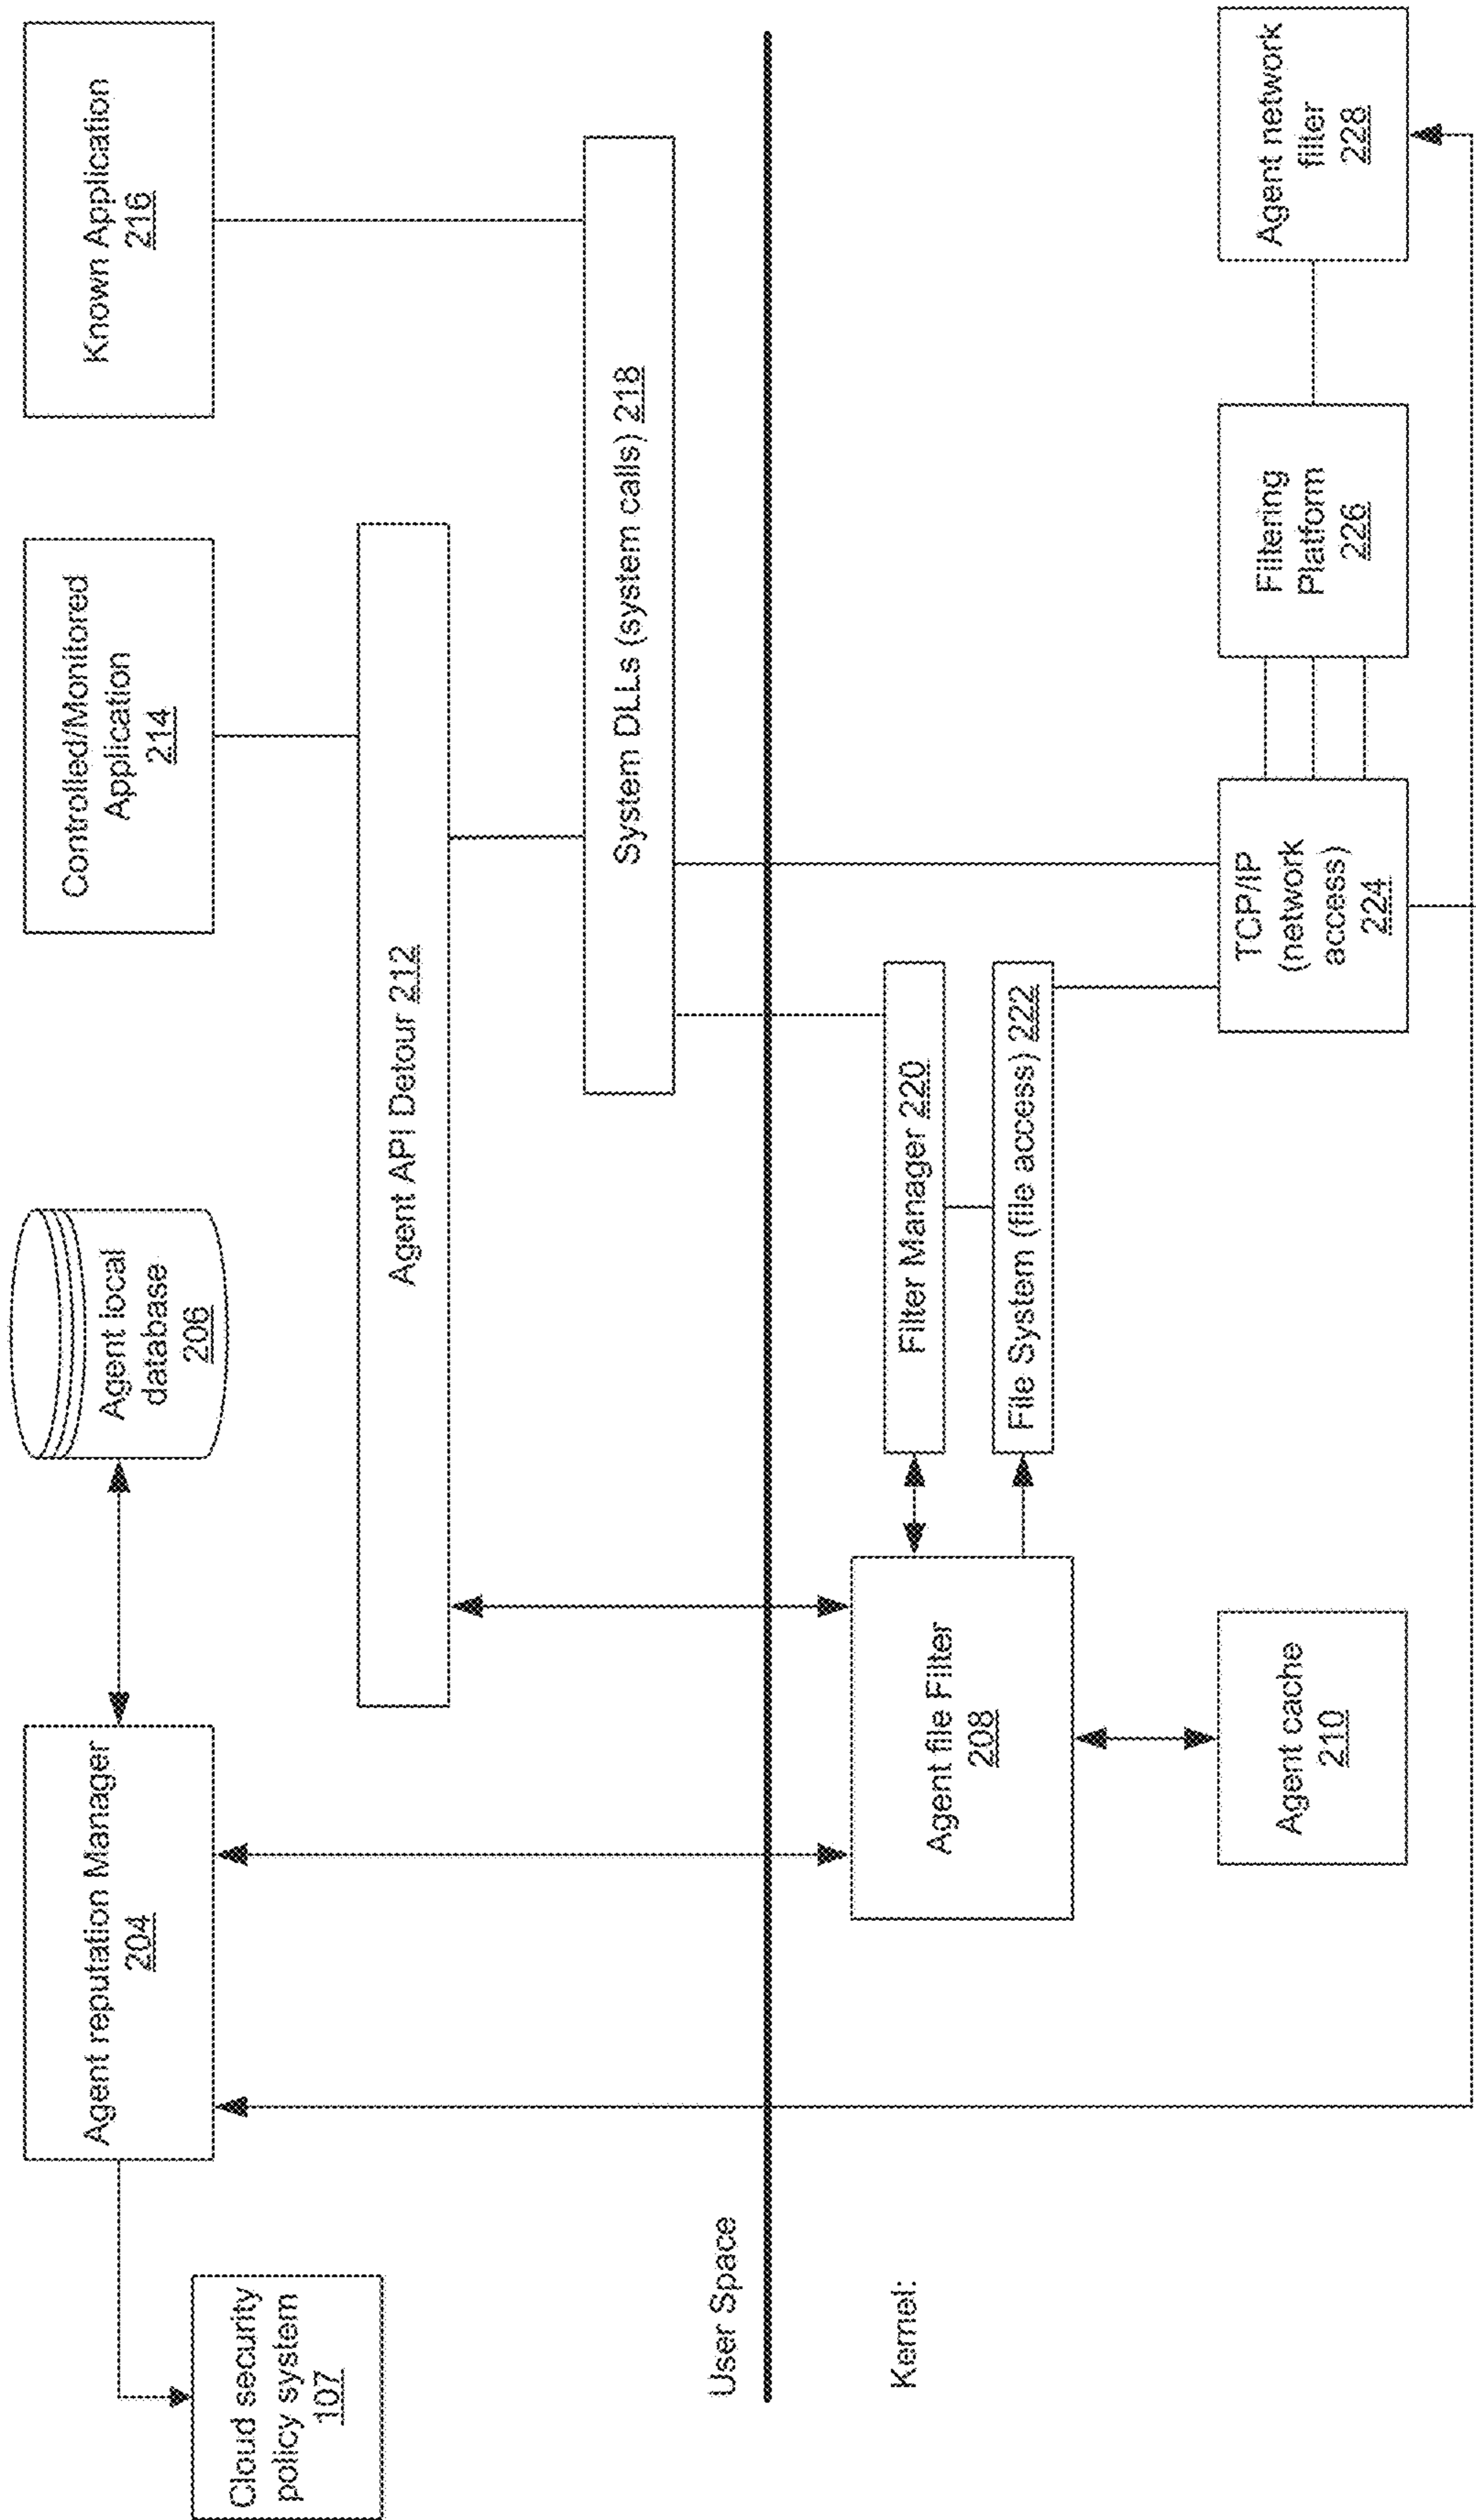 Cloud security
policy system
107
Agent reputation Manager
204
Agent local
database
206
Controlled/Monitored
Application
214
Known Application
216
Agent API Detour 212
System DLLs (system calls) 218
User Space
Kernel:
Agent file Filter
208
Filter Manager 220
File System (file access) 222
Agent cache
210
TCP/IP
(network
access)
224
Filtering
Platform
226
Agent network
filter
228